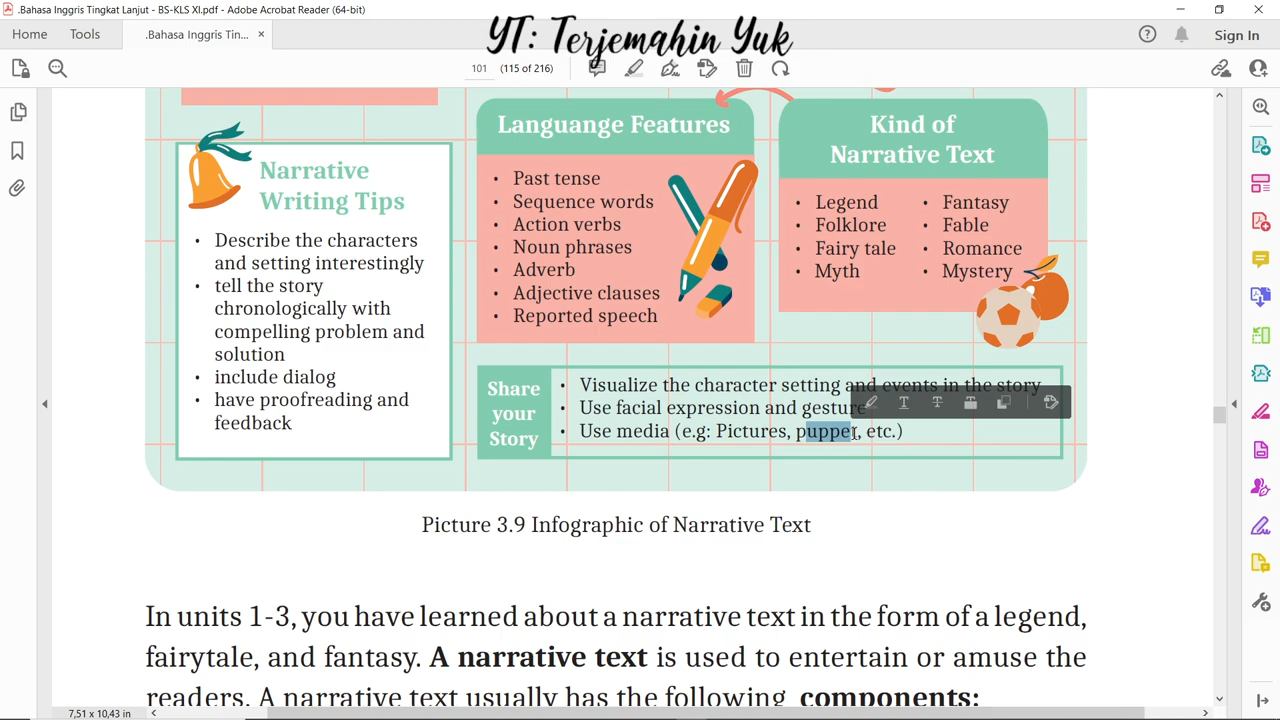 .Bahasa Inggris Tingkat Lanjut - BS-KLS XI.pdf - Adobe Acrobat Reader (64-bit)
YT: Terjemahin Yuk
Home
Tools
.Bahasa Inggris Tin...
×
Sign In
101
(115 of 216)
Languange Features
• Past tense
• Sequence words
• Action verbs
• Noun phrases
• Adverb
• Adjective clauses
• Reported speech
Kind of
Narrative Text
• Legend
• Folklore
• Fairy tale
• Myth
• Fantasy
• Fable
• Romance
• Mystery
Narrative
Writing Tips
• Describe the characters
and setting interestingly
• tell the story
chronologically with
compelling problem and
solution
• include dialog
• have proofreading and
feedback
Share
your
Story
• Visualize the character setting and events in the story
• Use facial expression and gesture
• Use media (e.g: Pictures, puppet, etc.)
Picture 3.9 Infographic of Narrative Text
In units 1-3, you have learned about a narrative text in the form of a legend,
fairytale, and fantasy. A narrative text is used to entertain or amuse the
readers. A narrative text usually has the following components:
7,51 x 10,43 in